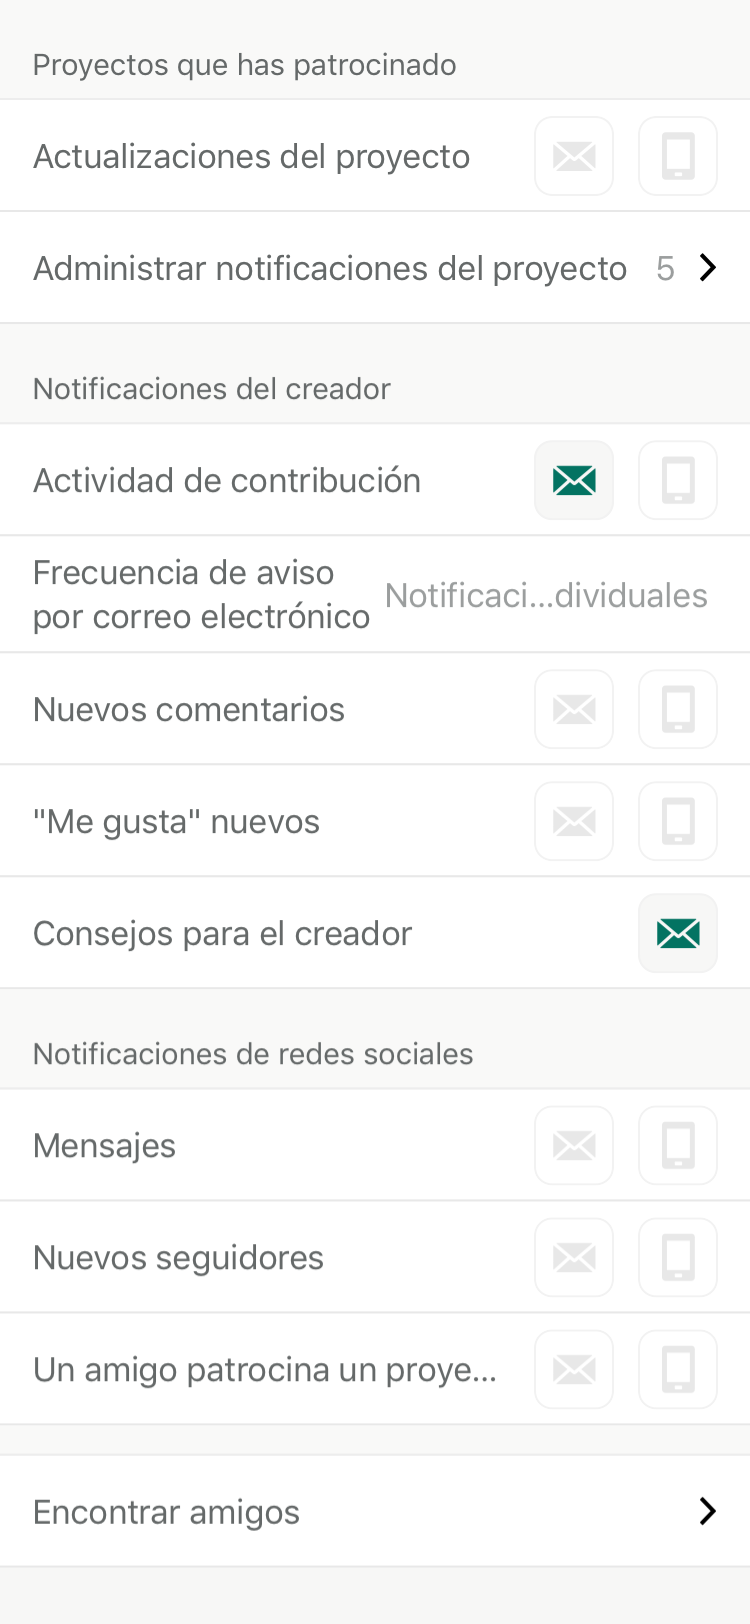 Proyectos que has patrocinado
Actualizaciones del proyecto
Administrar notificaciones del proyecto 5
Notificaciones del creador
Actividad de contribución
Frecuencia de aviso
por correo electrónico
Notificaci...dividuales
Nuevos comentarios
"Me gusta" nuevos
Consejos para el creador
Notificaciones de redes sociales
Mensajes
Nuevos seguidores
Un amigo patrocina un proye...
Encontrar amigos